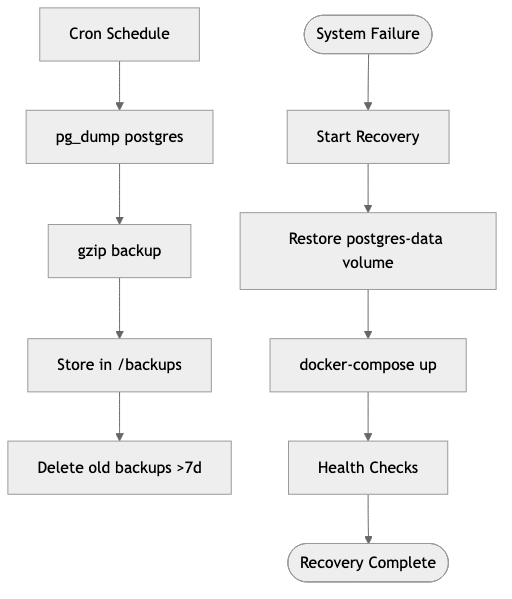 Cron Schedule
pg_dump postgres
gzip backup
Store in /backups
Delete old backups >7d
System Failure
Start Recovery
Restore postgres-data
volume
docker-compose up
Health Checks
Recovery Complete